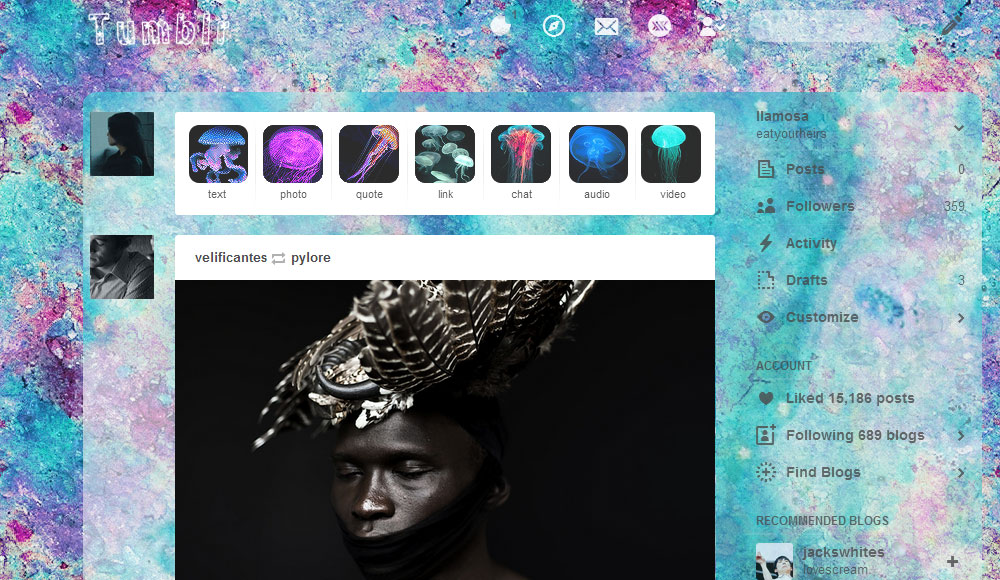 Tumblr
text photo quote link chat audio video
velificantes pylore
llamosa
eatyourheirs
Posts 0
Followers 359
Activity
Drafts 3
Customize
ACCOUNT
Liked 15,186 posts
Following 689 blogs
Find Blogs
RECOMMENDED BLOGS
jackswhites
lovescream